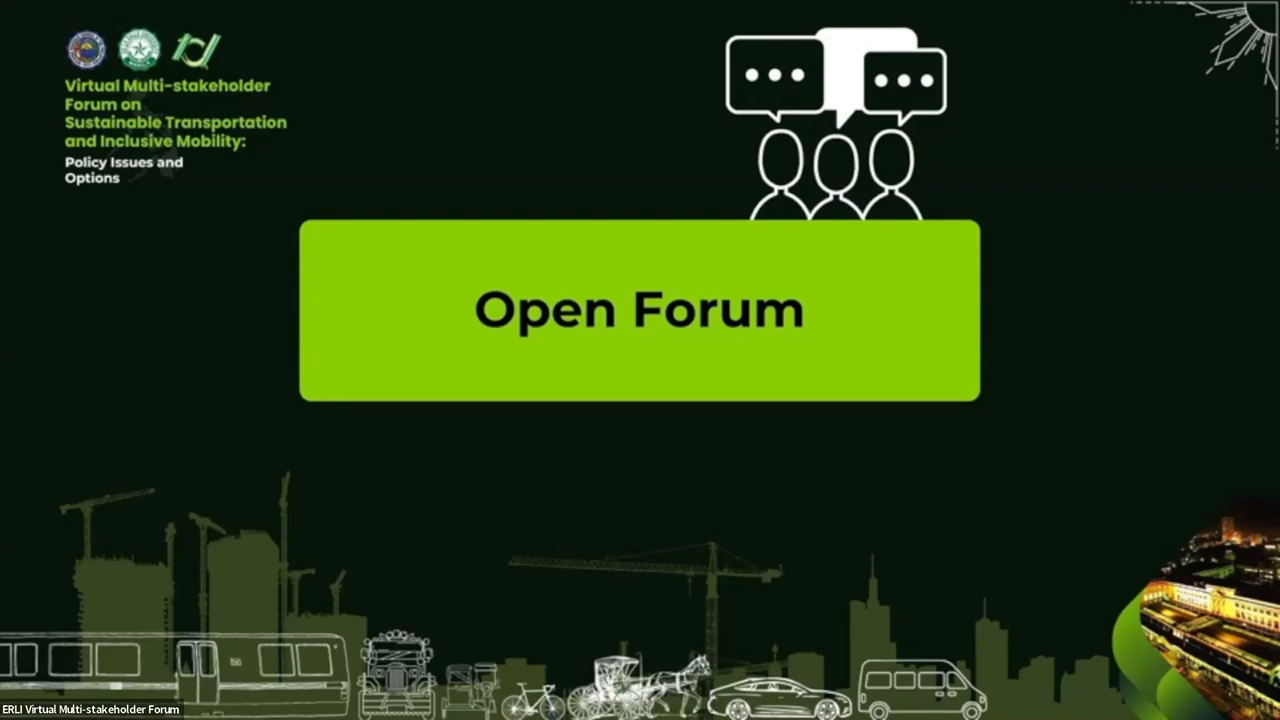 Virtual Multi-stakeholder
Forum on
Sustainable Transportation
and Inclusive Mobility:
Policy Issues and
Options
Open Forum
ERLI Virtual Multi-stakeholder Forum